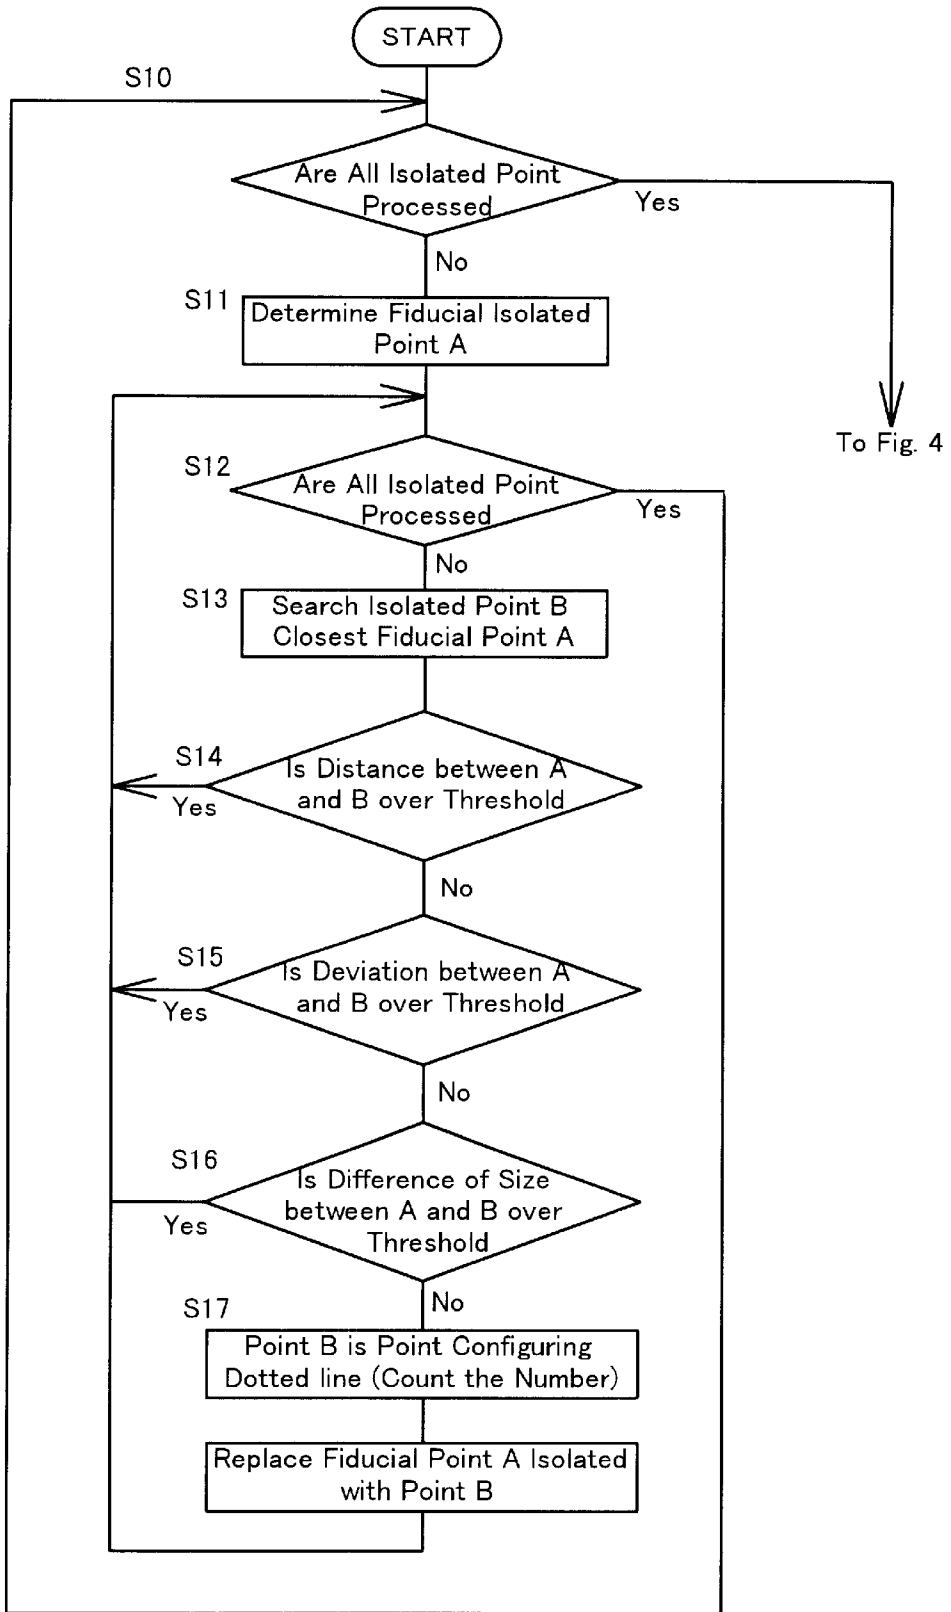 START
S10
Are All Isolated Point
Processed
Yes
No
S11
Determine Fiducial Isolated
Point A
To Fig. 4
S12
Are All Isolated Point
Processed
Yes
No
S13
Search Isolated Point B
Closest Fiducial Point A
S14
Is Distance between A
and B over Threshold
Yes
No
S15
Is Deviation between A
and B over Threshold
Yes
No
S16
Is Difference of Size
between A and B over
Threshold
Yes
No
S17
Point B is Point Configuring
Dotted line (Count the Number)
Replace Fiducial Point A Isolated
with Point B